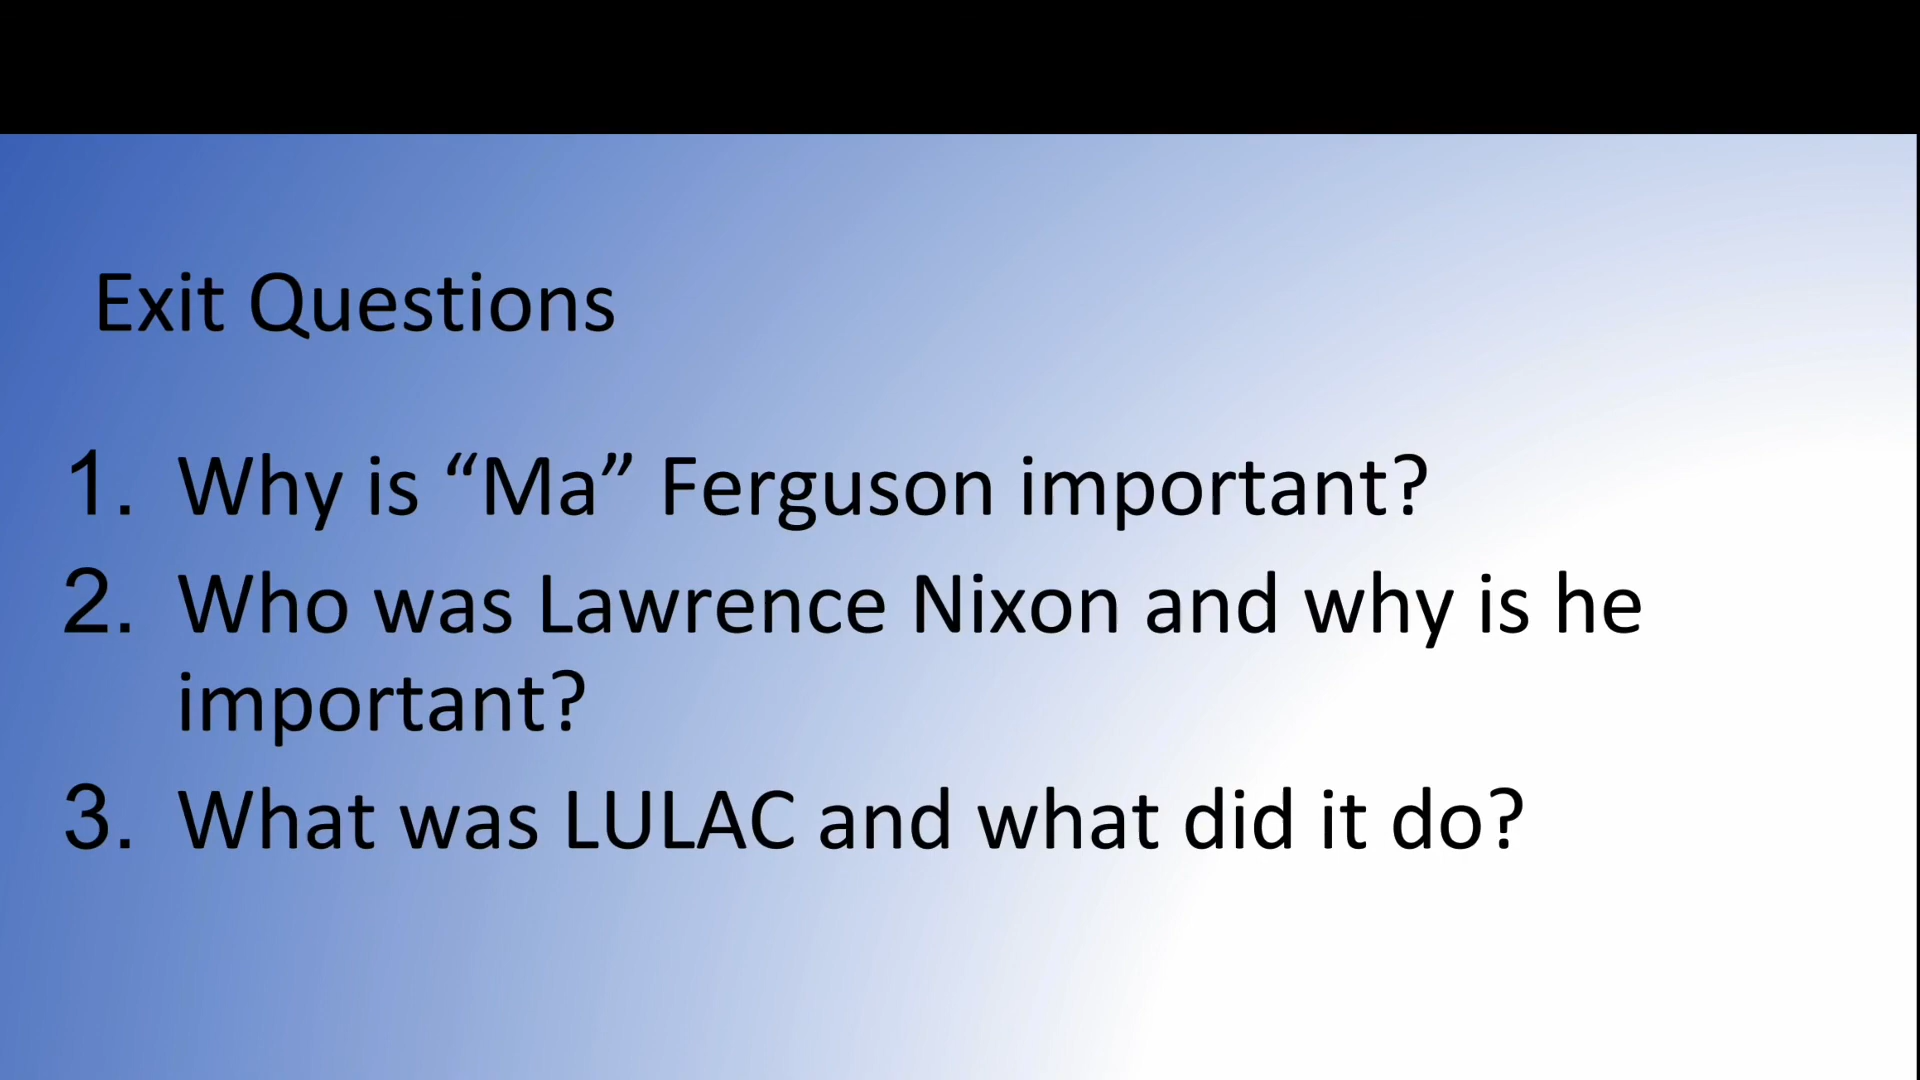 Exit Questions
1. Why is “Ma” Ferguson important?
2. Who was Lawrence Nixon and why is he
important?
3. What was LULAC and what did it do?